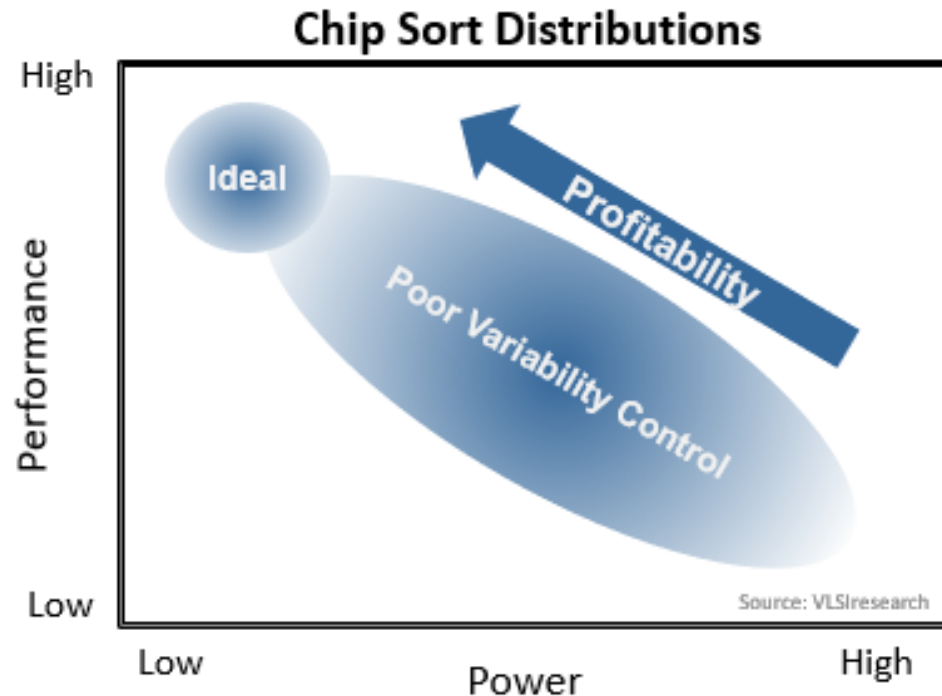 Chip Sort Distributions
High
Ideal
Profitability
Poor Variability Control
Performance
Low
Source: VLSIresearch
Low
Power
High